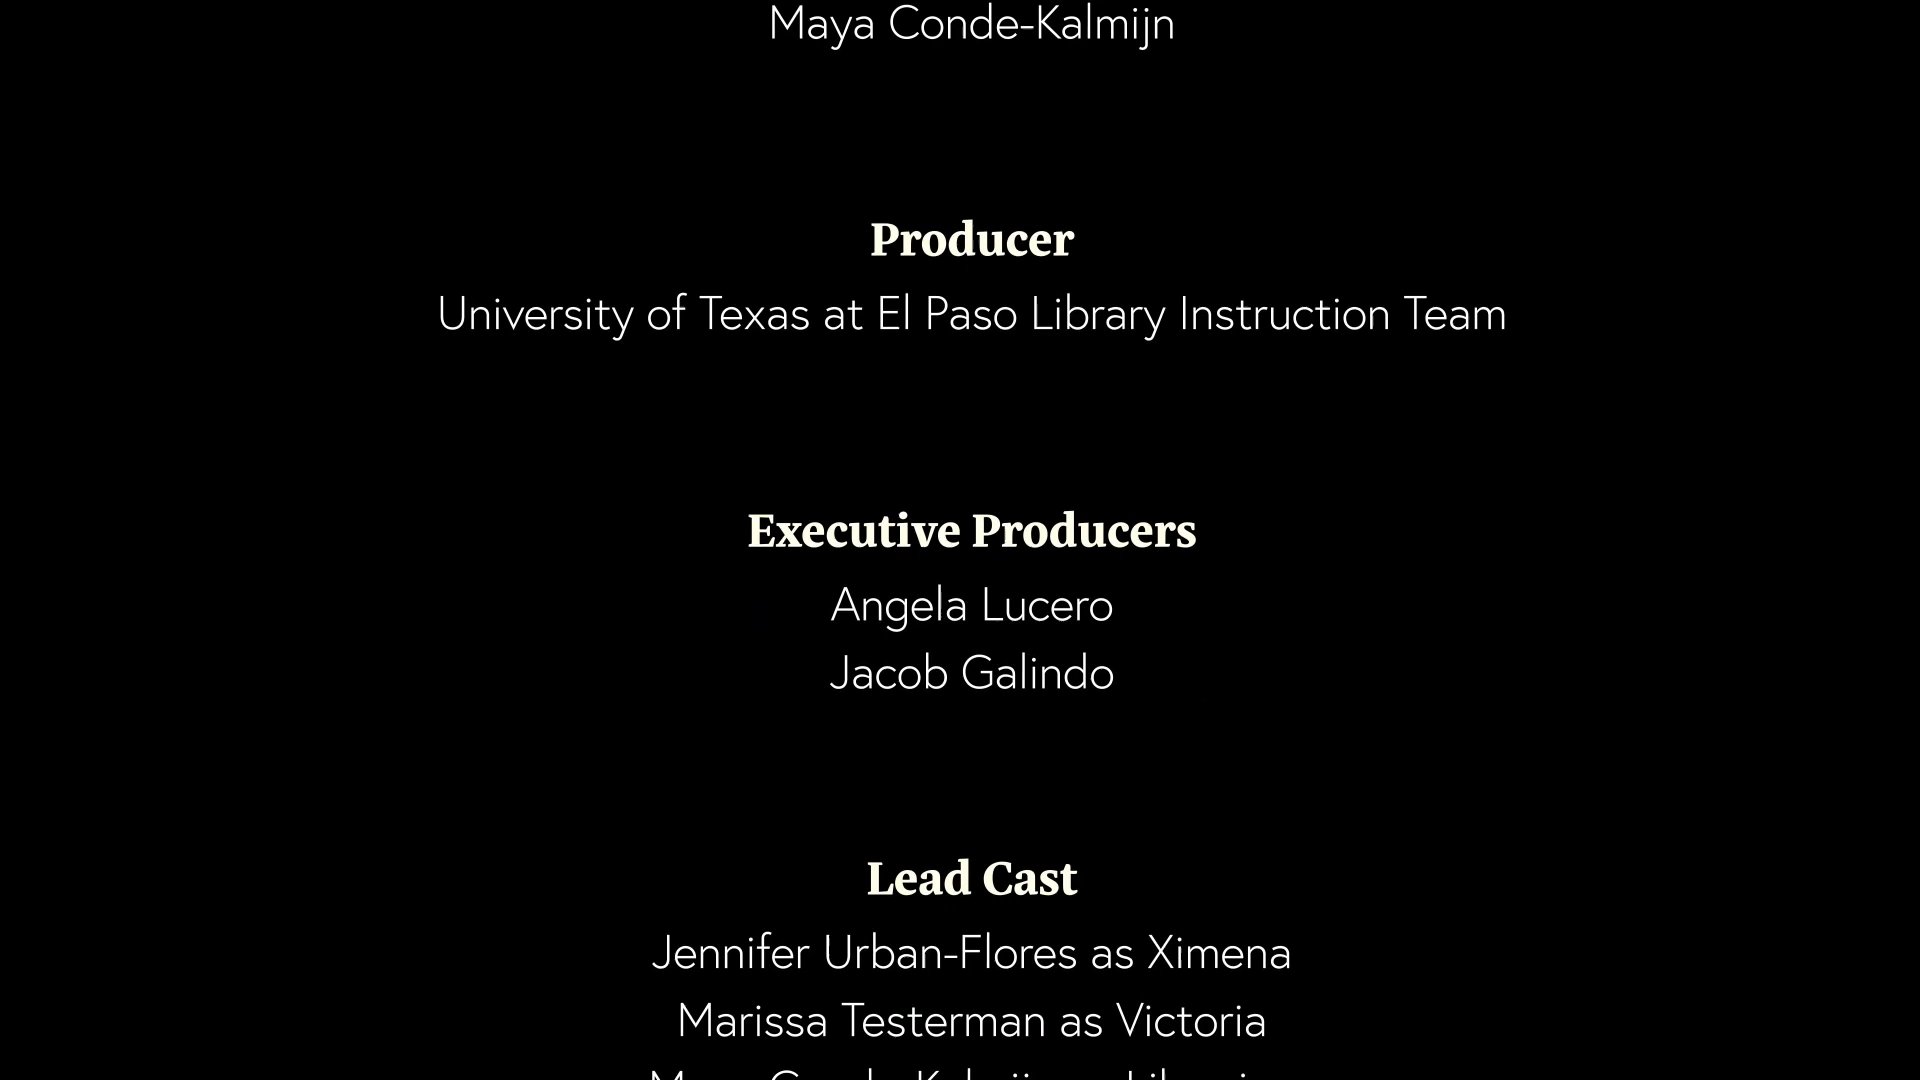 Maya Conde-Kalmijn
Producer
University of Texas at El Paso Library Instruction Team
Executive Producers
Angela Lucero
Jacob Galindo
Lead Cast
Jennifer Urban-Flores as Ximena
Marissa Testerman as Victoria